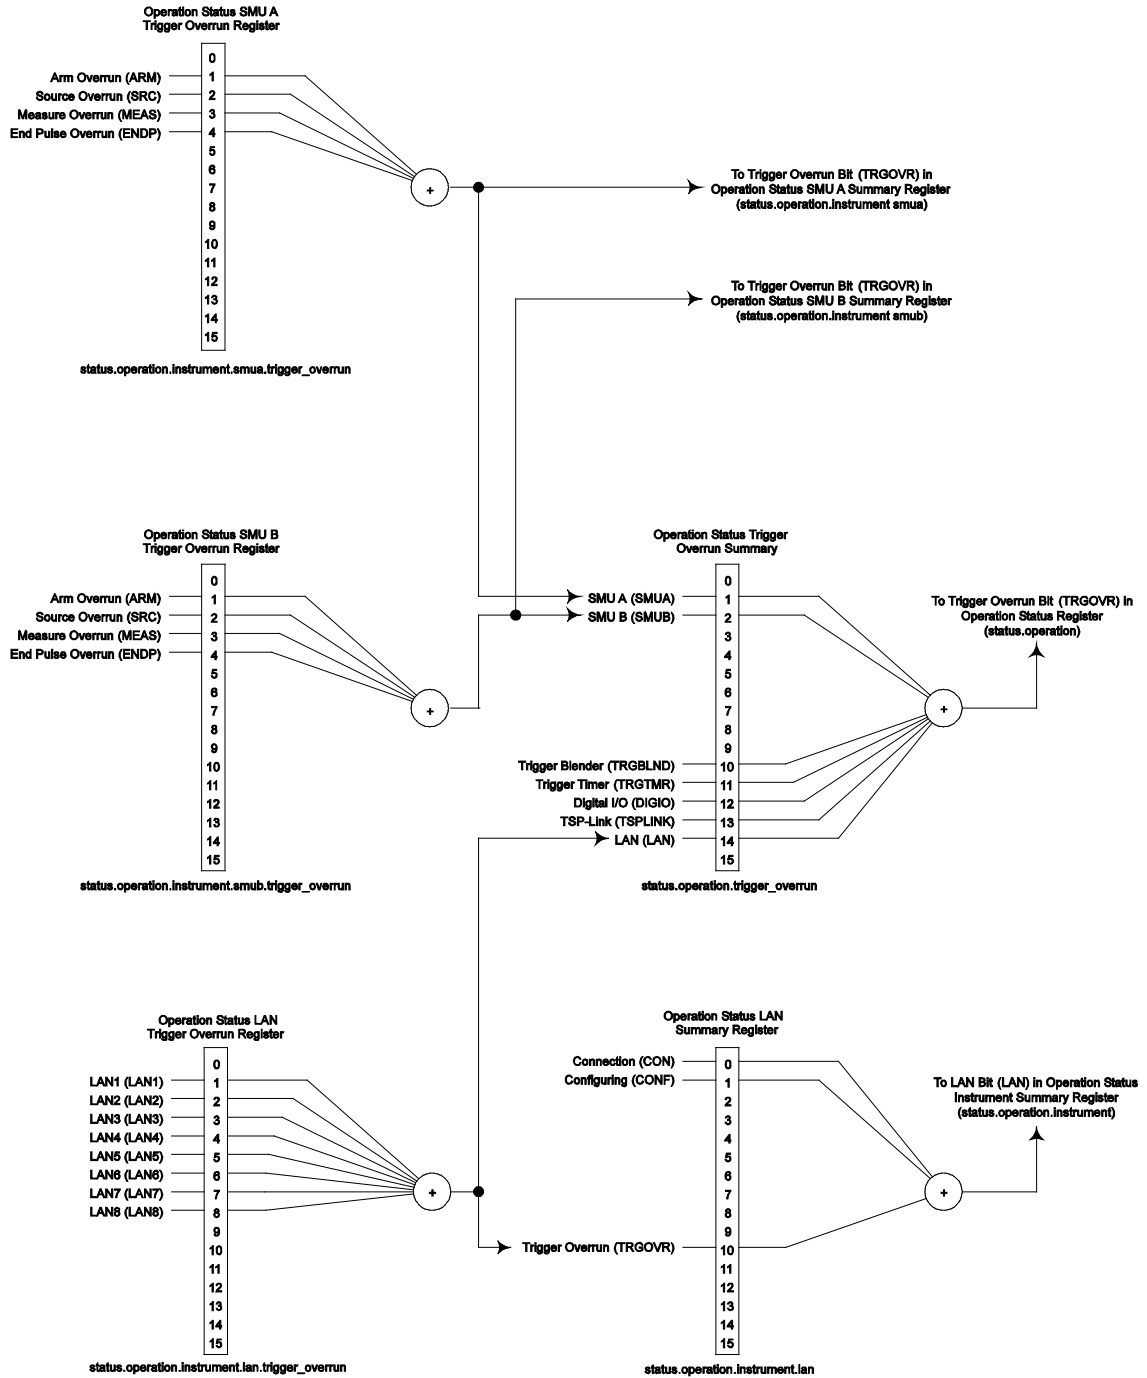 Operation Status SMU A
Trigger Overrun Register
0
Arm Overrun (ARM) 1
Source Overrun (SRC) 2
Measure Overrun (MEAS) 3
End Pulse Overrun (ENDP) 4
5
6
7
8
9
10
11
12
13
14
15
status.operation.instrument.smua.trigger_overrun
+
To Trigger Overrun Bit (TRGOVR) in
Operation Status SMU A Summary Register
(status.operation.instrument smua)
To Trigger Overrun Bit (TRGOVR) in
Operation Status SMU B Summary Register
(status.operation.instrument smub)
Operation Status SMU B
Trigger Overrun Register
0
Arm Overrun (ARM) 1
Source Overrun (SRC) 2
Measure Overrun (MEAS) 3
End Pulse Overrun (ENDP) 4
5
6
7
8
9
10
11
12
13
14
15
status.operation.instrument.smub.trigger_overrun
+
Operation Status Trigger
Overrun Summary
0
SMU A (SMUA) 1
SMU B (SMUB) 2
3
4
5
6
7
8
9
Trigger Blender (TRGBLND) 10
Trigger Timer (TRGTMR) 11
Digital I/O (DIGIO) 12
TSP-Link (TSPLINK) 13
LAN (LAN) 14
15
status.operation.trigger_overrun
+
To Trigger Overrun Bit (TRGOVR) in
Operation Status Register
(status.operation)
Operation Status LAN
Trigger Overrun Register
0
LAN1 (LAN1) 1
LAN2 (LAN2) 2
LAN3 (LAN3) 3
LAN4 (LAN4) 4
LAN5 (LAN5) 5
LAN6 (LAN6) 6
LAN7 (LAN7) 7
LAN8 (LAN8) 8
9
10
11
12
13
14
15
status.operation.instrument.lan.trigger_overrun
+
Operation Status LAN
Summary Register
Connection (CON) 0
Configuring (CONF) 1
2
3
4
5
6
7
8
9
Trigger Overrun (TRGOVR) 10
11
12
13
14
15
status.operation.instrument.lan
+
To LAN Bit (LAN) in Operation Status
Instrument Summary Register
(status.operation.instrument)